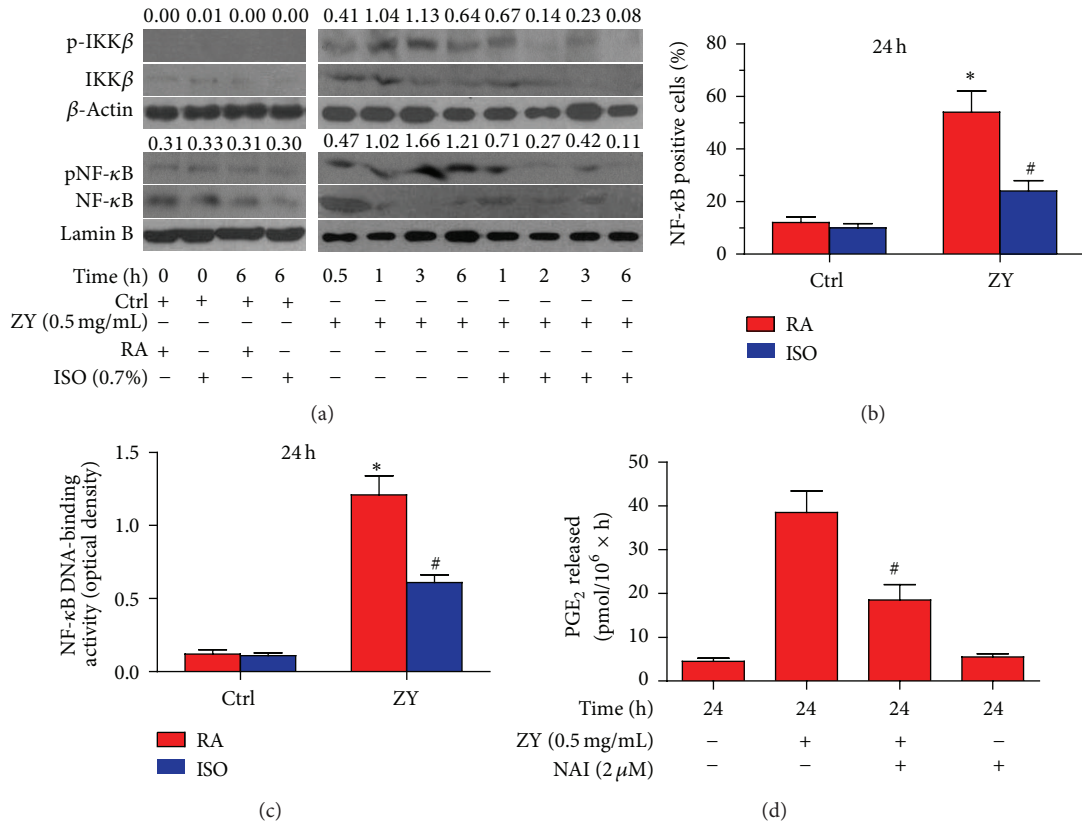 0.00 0.01 0.00 0.00 0.41 1.04 1.13 0.64 0.67 0.14 0.23 0.08
p-IKKβ
IKKβ
β-Actin
0.31 0.33 0.31 0.30 0.47 1.02 1.66 1.21 0.71 0.27 0.42 0.11
pNF-κB
NF-κB
Lamin B
Time (h) 0 0 6 6 0.5 1 3 6 1 2 3 6
Ctrl + + + + − − − − − − − −
ZY (0.5 mg/mL) − − − − + + + + + + + +
RA + − + − − − − − − − − −
ISO (0.7%) − + − + − − − − + + + +
(a)
24 h
NF-κB positive cells (%)
80
60
40
20
0
*
#
Ctrl ZY
RA
ISO
(b)
24 h
NF-κB DNA-binding
activity (optical density)
1.5
1.0
0.5
0.0
*
#
Ctrl ZY
RA
ISO
(c)
PGE₂ released
(pmol/10⁶ × h)
50
40
30
20
10
0
#
Time (h) 24 24 24 24
ZY (0.5 mg/mL) − + + −
NAI (2 μM) − − + +
(d)